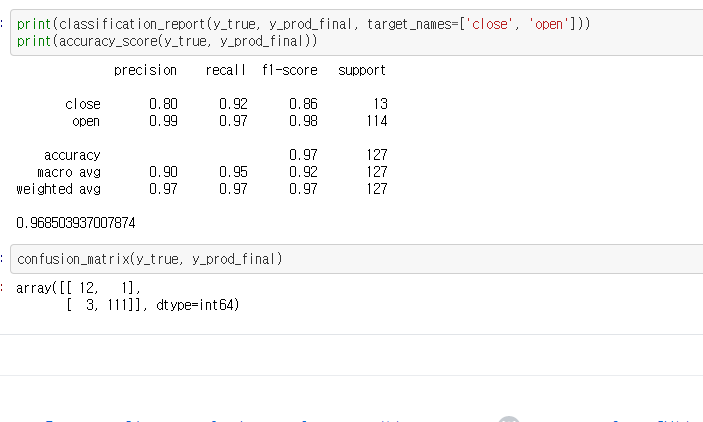 print(classification_report(y_true, y_prod_final, target_names=['close', 'open']))
print(accuracy_score(y_true, y_prod_final))
precision recall f1-score support
close 0.80 0.92 0.86 13
open 0.99 0.97 0.98 114
accuracy 0.97 127
macro avg 0.90 0.95 0.92 127
weighted avg 0.97 0.97 0.97 127
0.968503937007874
confusion_matrix(y_true, y_prod_final)
array([[ 12, 1],
[ 3, 111]], dtype=int64)